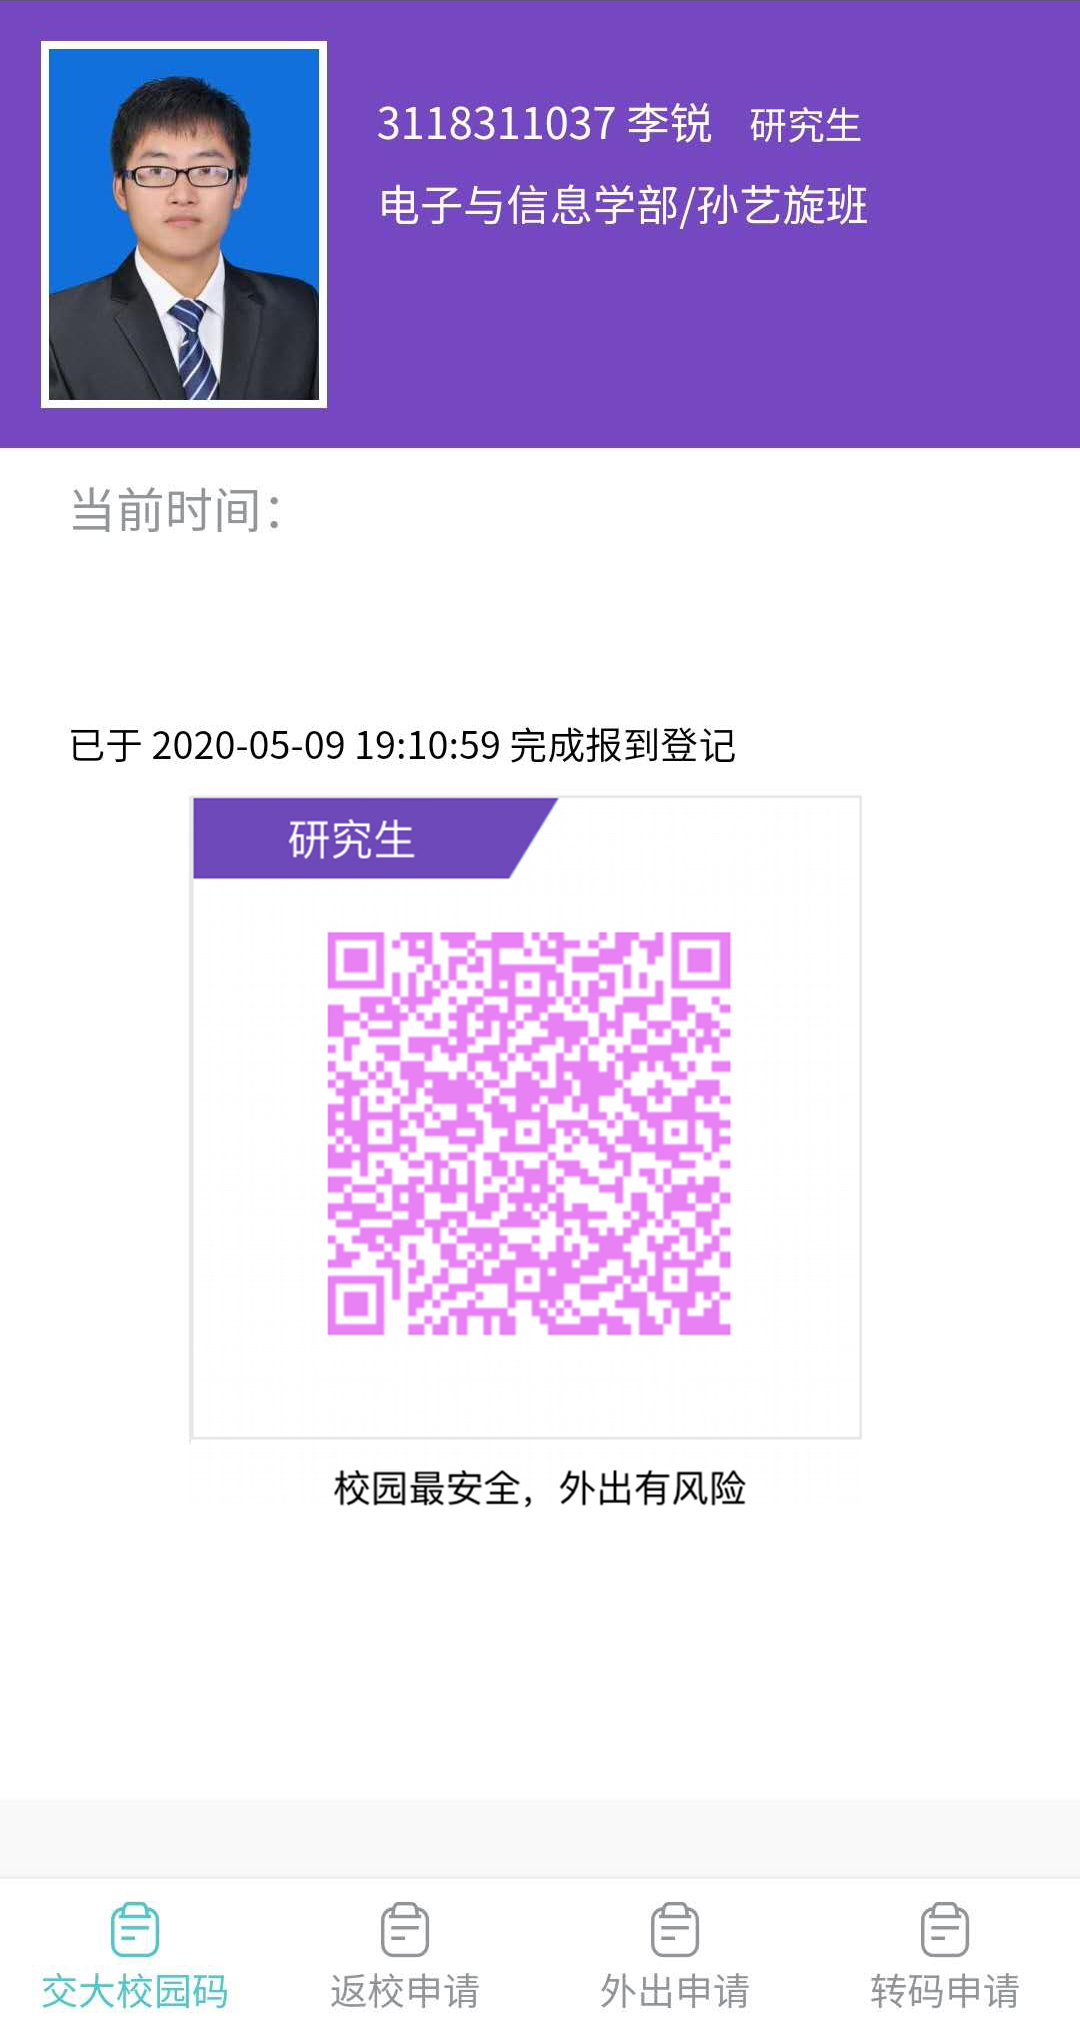 3118311037 李锐 研究生
电子与信息学部/孙艺旋班
当前时间：
已于 2020-05-09 19:10:59 完成报到登记
研究生
校园最安全，外出有风险
交大校园码 返校申请 外出申请 转码申请